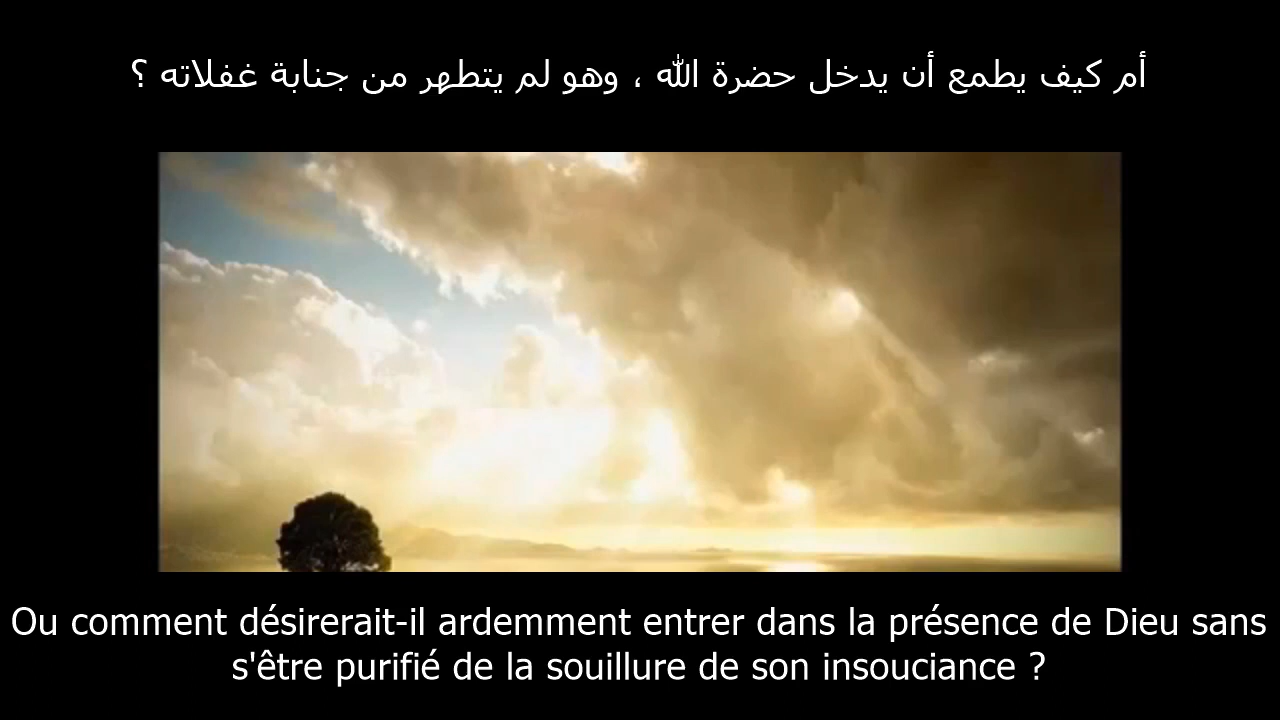 أم كيف يطمع أن يدخل حضرة الله ، وهو لم يتطهر من جنابة غفلاته ؟
Ou comment désirerait-il ardemment entrer dans la présence de Dieu sans
s'être purifié de la souillure de son insouciance ?